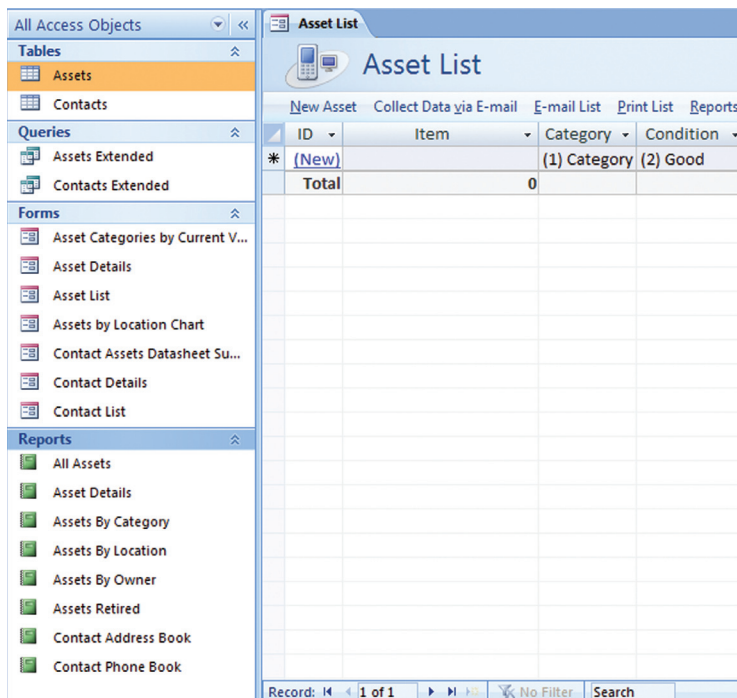 All Access Objects
Tables
Assets
Contacts
Queries
Assets Extended
Contacts Extended
Forms
Asset Categories by Current V...
Asset Details
Asset List
Assets by Location Chart
Contact Assets Datasheet Su...
Contact Details
Contact List
Reports
All Assets
Asset Details
Assets By Category
Assets By Location
Assets By Owner
Assets Retired
Contact Address Book
Contact Phone Book
Asset List
Asset List
New Asset Collect Data via E-mail E-mail List Print List Reports
ID Item Category Condition
* (New) (1) Category (2) Good
Total 0
Record: 1 of 1 No Filter Search